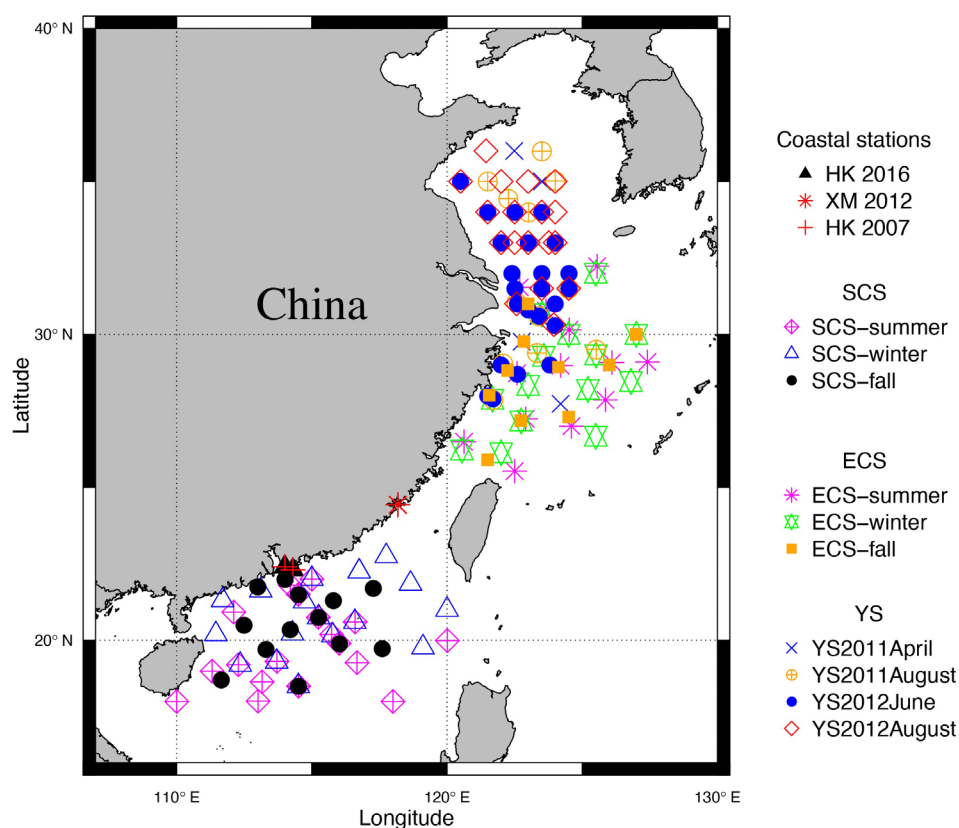 40° N
Coastal stations
HK 2016
XM 2012
HK 2007
China
SCS
SCS-summer
SCS-winter
SCS-fall
30° N
Latitude
ECS
ECS-summer
ECS-winter
ECS-fall
20° N
YS
YS2011April
YS2011August
YS2012June
YS2012August
110° E
120° E
130° E
Longitude